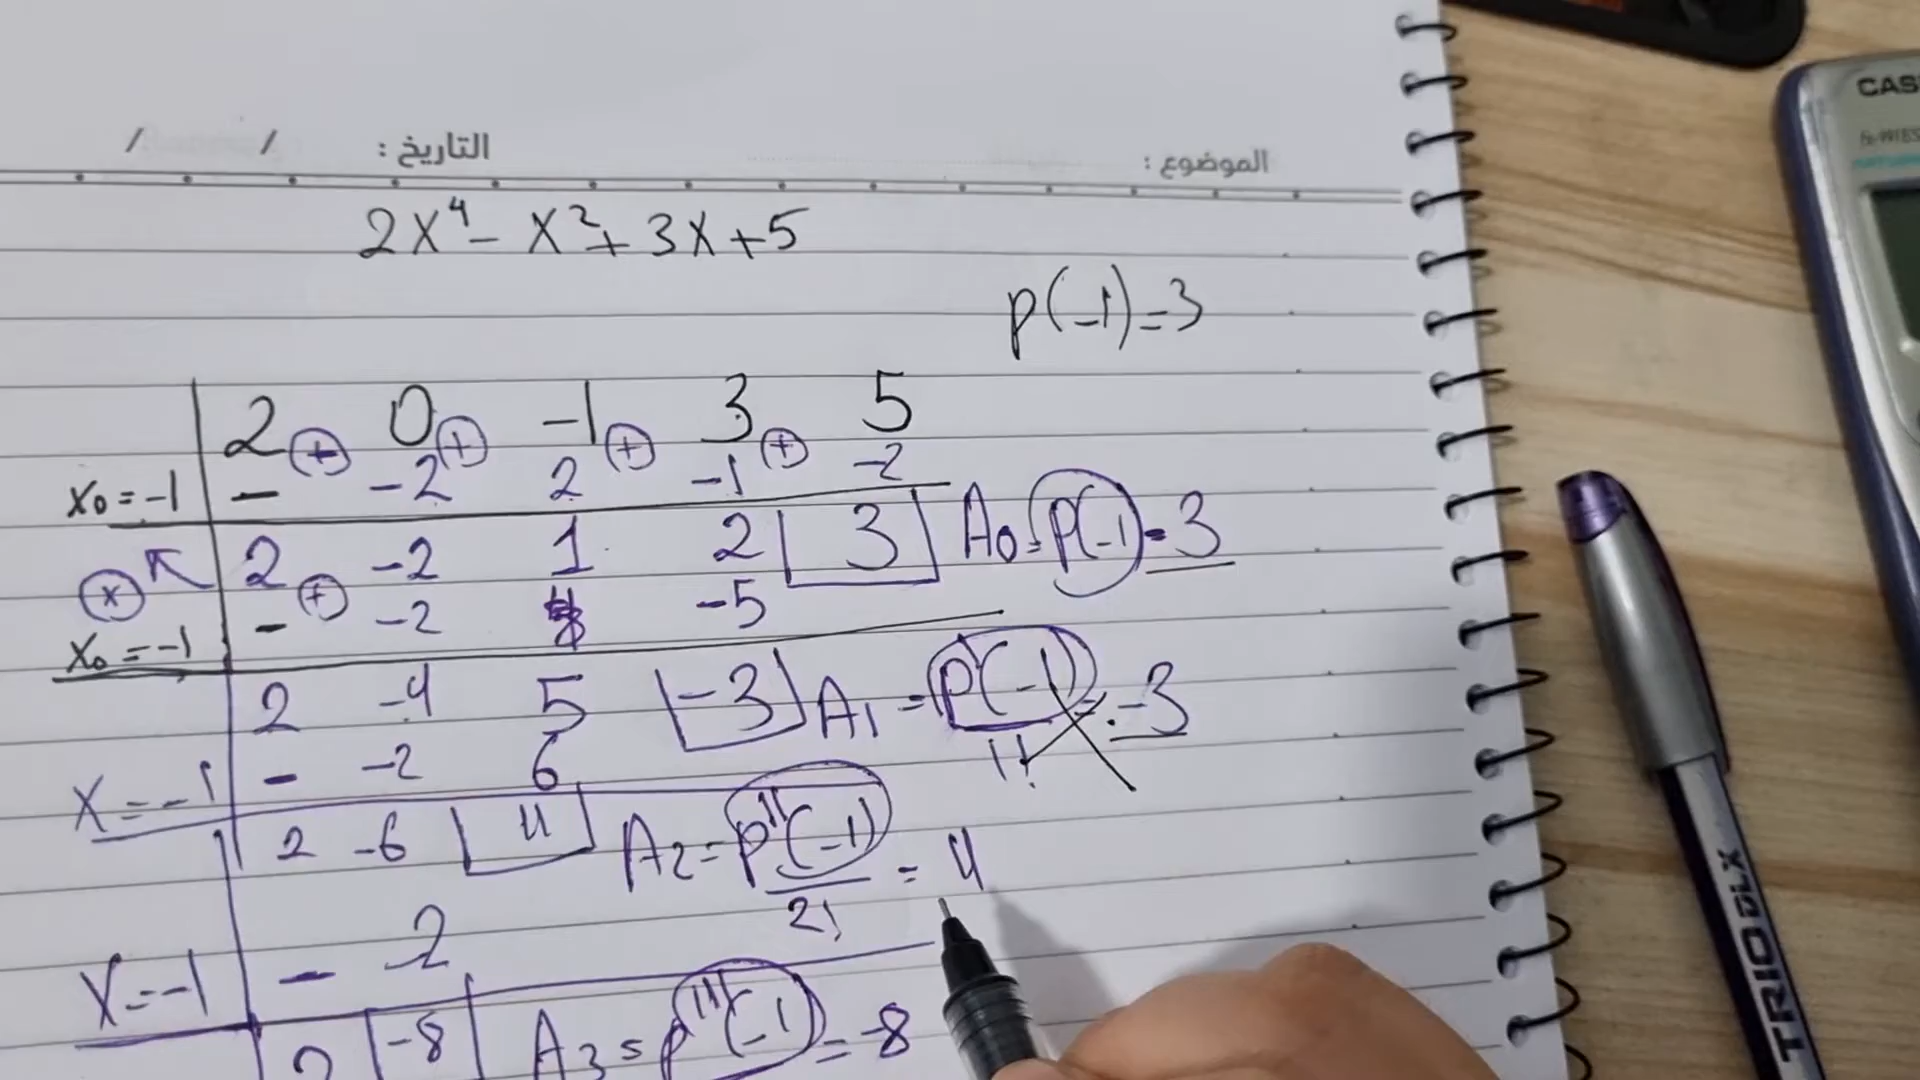 التاريخ : / /
الموضوع :
2x⁴ - x² + 3x + 5
p(-1) = 3
2 + 0 + -1 + 3 + 5
x₀ = -1 - -2 2 -1 -2
x 2 -2 1 2 3 A₀ = p(-1) = 3
x₀ = -1 - + -2 -5
2 -4 5 -3 A₁ = p'(-1) = -3
1!
x = -1 - -2 6
2 -6 11 A₂ = p''(-1) / 2! =
x = -1 - -2
2 -8 A₃ = p'''(-1) = -8
CAS
TRIO DLX